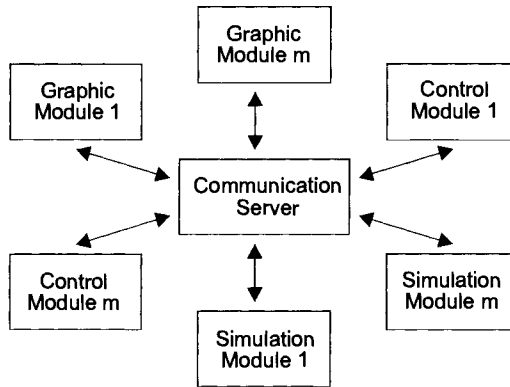 Graphic
Module m
Graphic
Module 1
Control
Module 1
Communication
Server
Control
Module m
Simulation
Module 1
Simulation
Module m